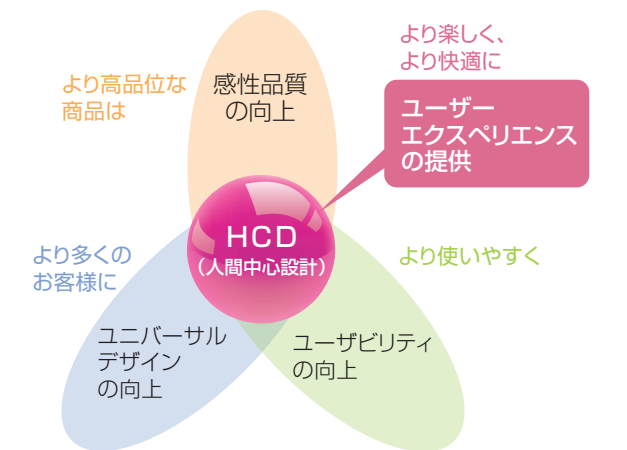 より楽しく、
より快適に
ユーザー
エクスペリエンス
の提供
より高品位な
商品は
感性品質
の向上
HCD
(人間中心設計)
より多くの
お客様に
ユニバーサル
デザイン
の向上
より使いやすく
ユーザビリティ
の向上